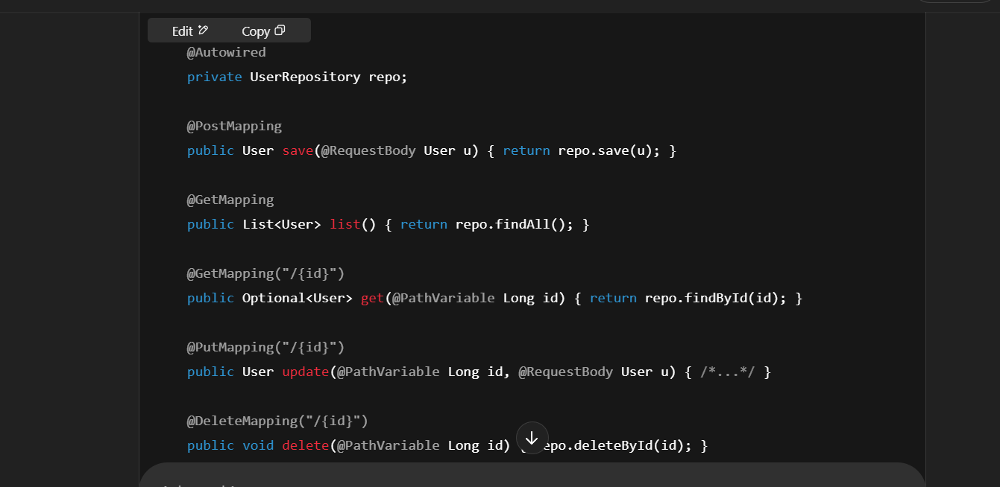 Edit Copy
@Autowired
private UserRepository repo;
@PostMapping
public User save(@RequestBody User u) { return repo.save(u); }
@GetMapping
public List<User> list() { return repo.findAll(); }
@GetMapping("/{id}")
public Optional<User> get(@PathVariable Long id) { return repo.findById(id); }
@PutMapping("/{id}")
public User update(@PathVariable Long id, @RequestBody User u) { /*...*/ }
@DeleteMapping("/{id}")
public void delete(@PathVariable Long id) { epo.deleteById(id); }